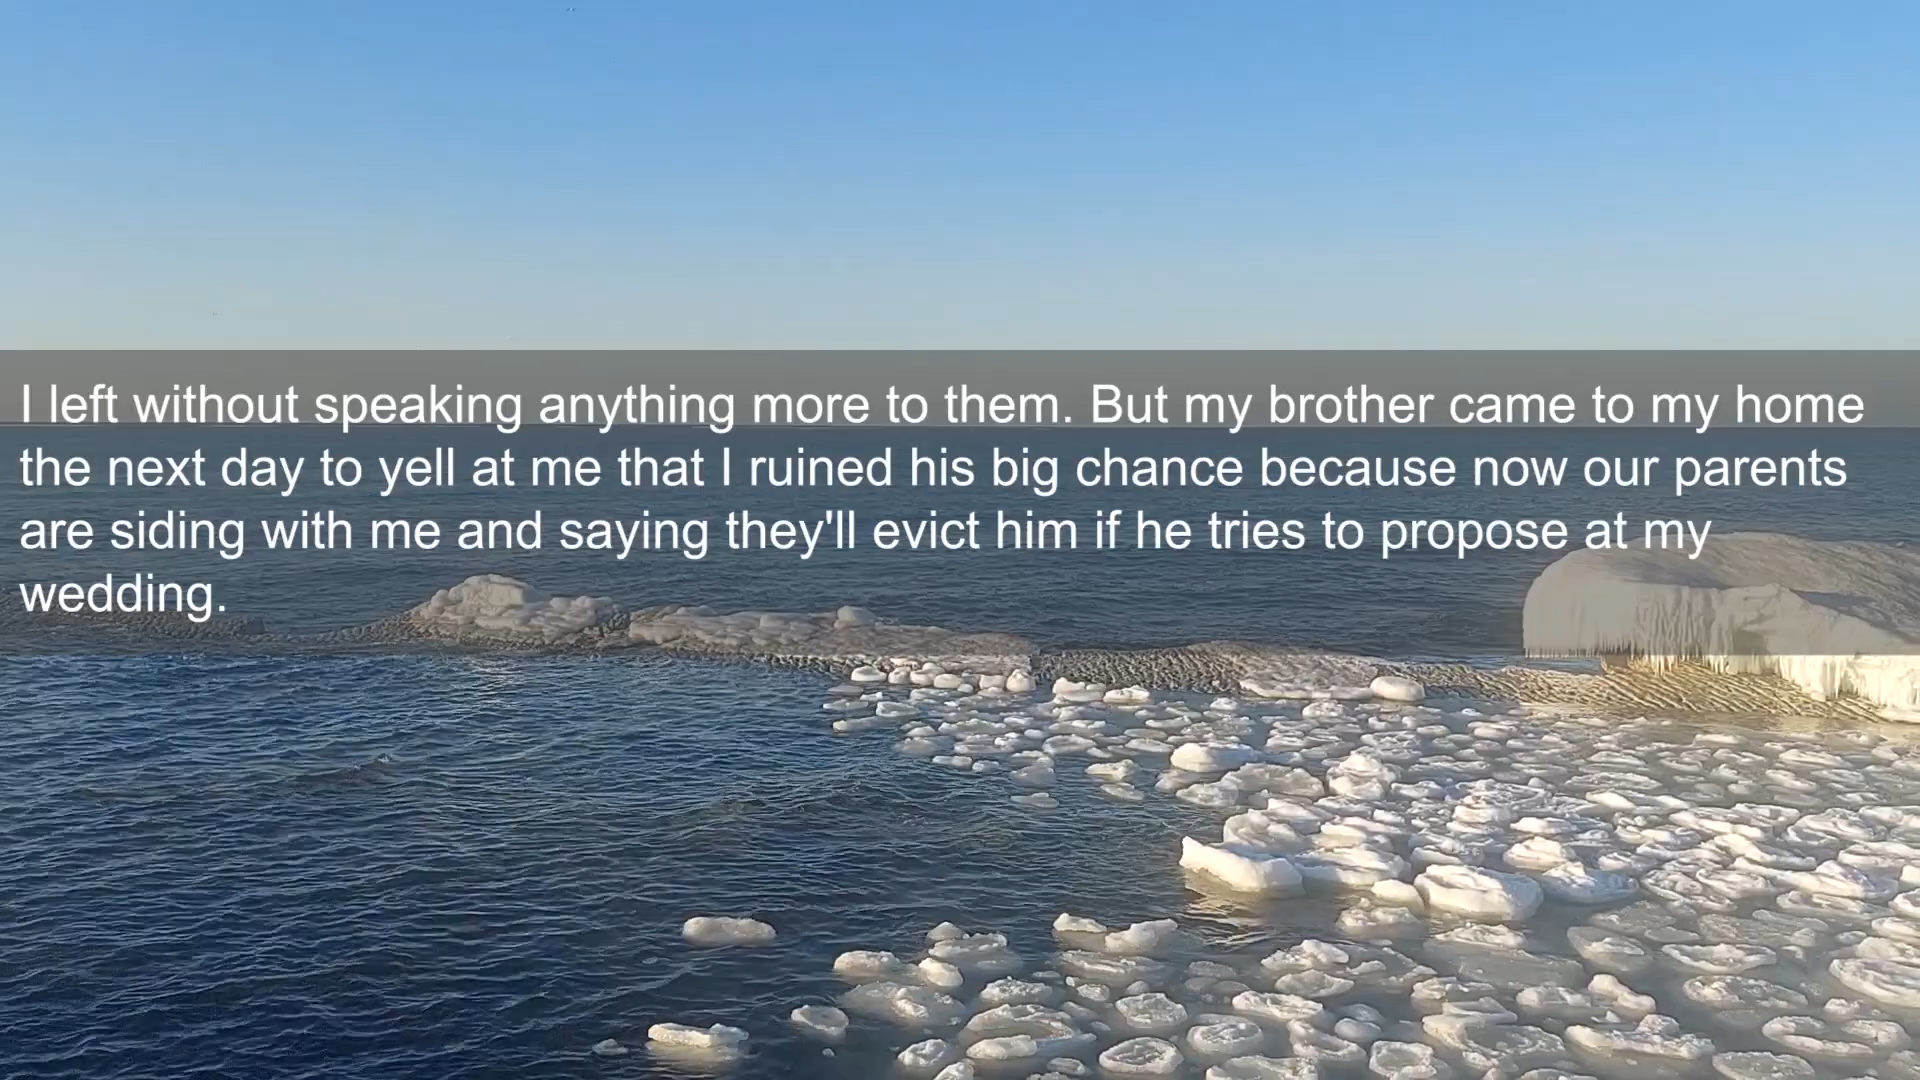 I left without speaking anything more to them. But my brother came to my home
the next day to yell at me that I ruined his big chance because now our parents
are siding with me and saying they'll evict him if he tries to propose at my
wedding.